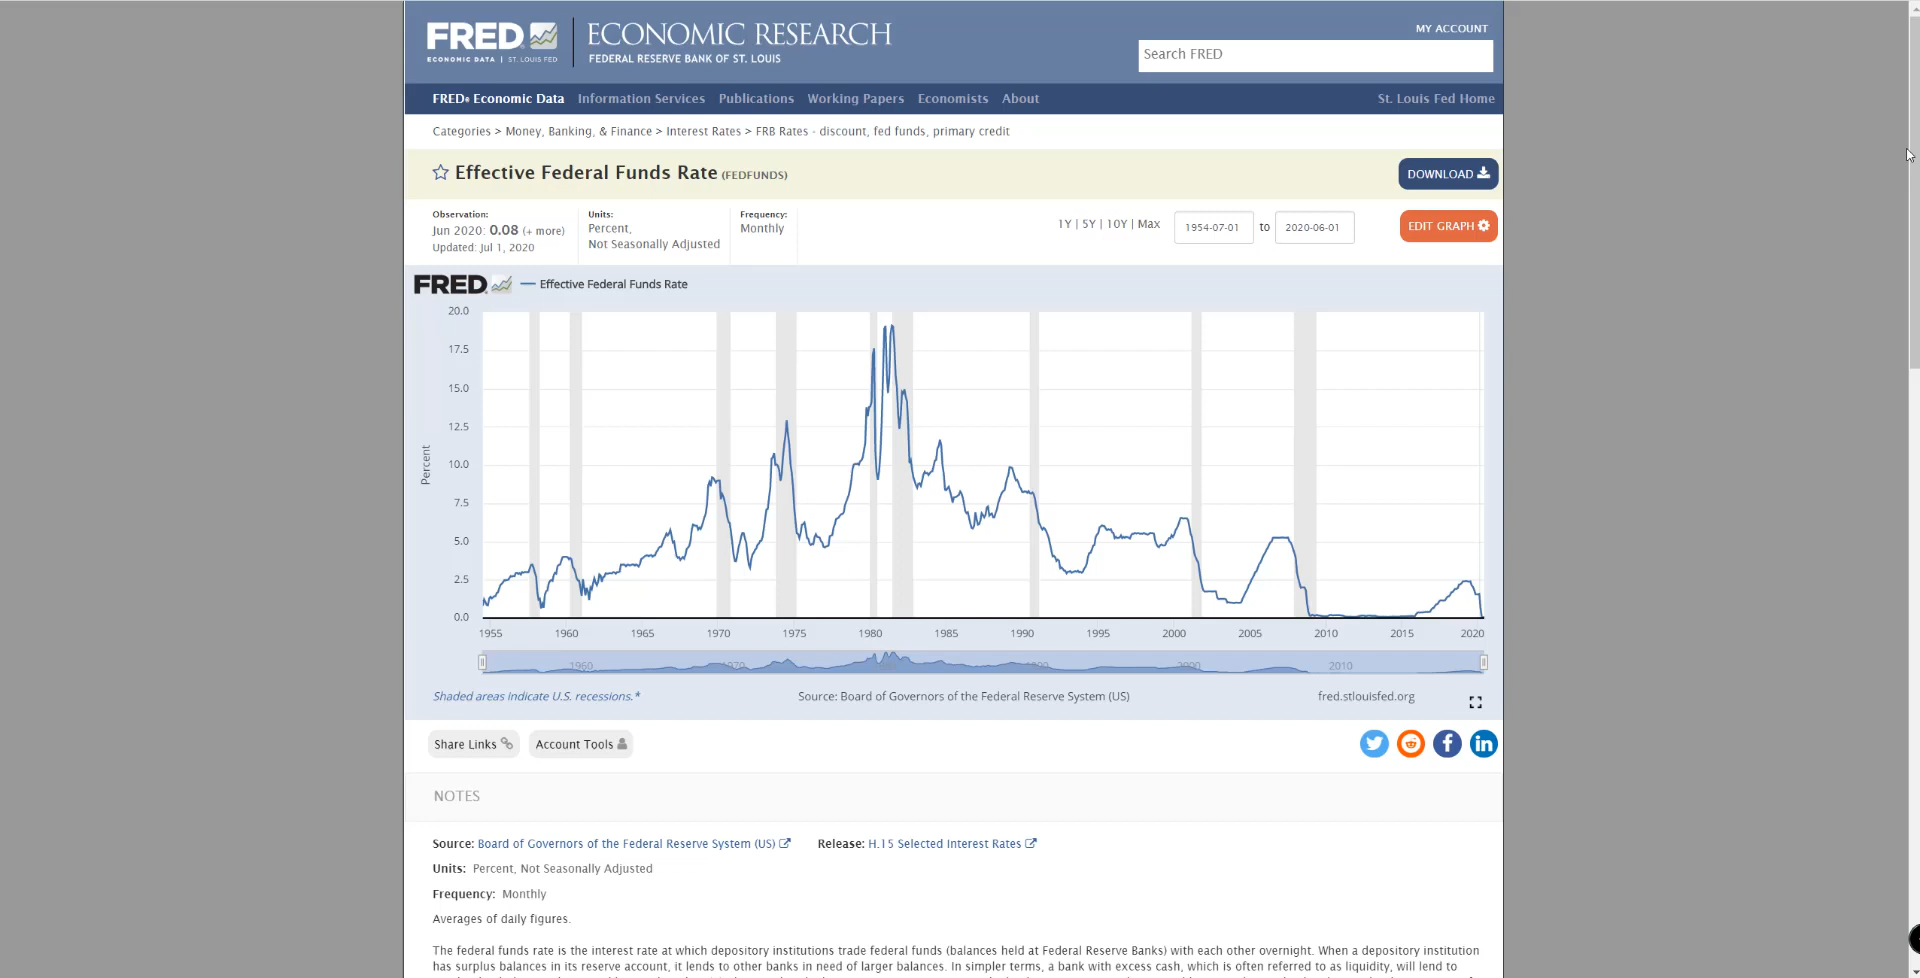 FRED
ECONOMIC DATA | ST. LOUIS FED
ECONOMIC RESEARCH
FEDERAL RESERVE BANK OF ST. LOUIS
MY ACCOUNT
Search FRED
FRED® Economic Data Information Services Publications Working Papers Economists About St. Louis Fed Home
Categories > Money, Banking, & Finance > Interest Rates > FRB Rates - discount, fed funds, primary credit
Effective Federal Funds Rate (FEDFUNDS)
DOWNLOAD
Observation:
Jun 2020: 0.08 (+ more)
Updated: Jul 1, 2020
Units:
Percent,
Not Seasonally Adjusted
Frequency:
Monthly
1Y | 5Y | 10Y | Max 1954-07-01 to 2020-06-01
EDIT GRAPH
FRED Effective Federal Funds Rate
20.0
17.5
15.0
12.5
10.0
7.5
5.0
2.5
0.0
Percent
1955 1960 1965 1970 1975 1980 1985 1990 1995 2000 2005 2010 2015 2020
1960 1970 1990 2000 2010
Shaded areas indicate U.S. recessions.* Source: Board of Governors of the Federal Reserve System (US) fred.stlouisfed.org
Share Links Account Tools
NOTES
Source: Board of Governors of the Federal Reserve System (US) Release: H.15 Selected Interest Rates
Units: Percent, Not Seasonally Adjusted
Frequency: Monthly
Averages of daily figures.
The federal funds rate is the interest rate at which depository institutions trade federal funds (balances held at Federal Reserve Banks) with each other overnight. When a depository institution
has surplus balances in its reserve account, it lends to other banks in need of larger balances. In simpler terms, a bank with excess cash, which is often referred to as liquidity, will lend to